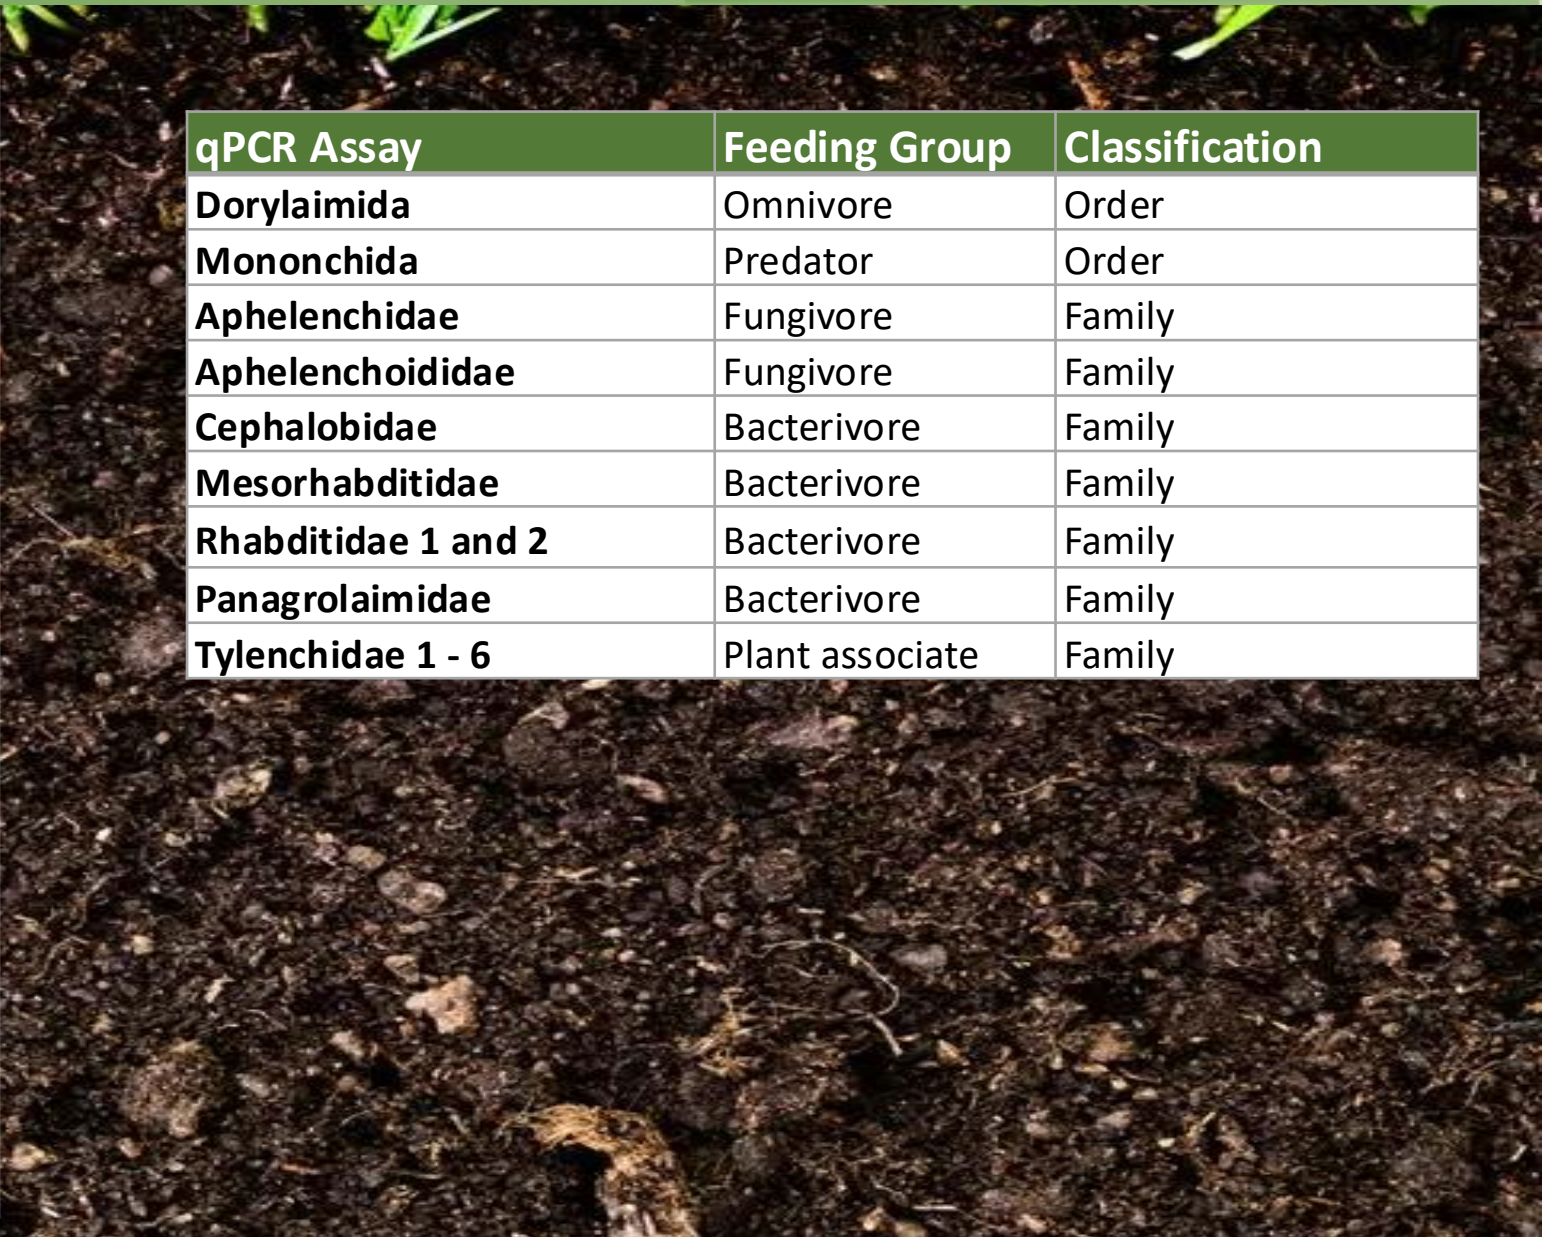 qPCR Assay Feeding Group Classification
Dorylaimida Omnivore Order
Mononchida Predator Order
Aphelenchidae Fungivore Family
Aphelenchoididae Fungivore Family
Cephalobidae Bacterivore Family
Mesorhabditidae Bacterivore Family
Rhabditidae 1 and 2 Bacterivore Family
Panagrolaimidae Bacterivore Family
Tylenchidae 1 - 6 Plant associate Family